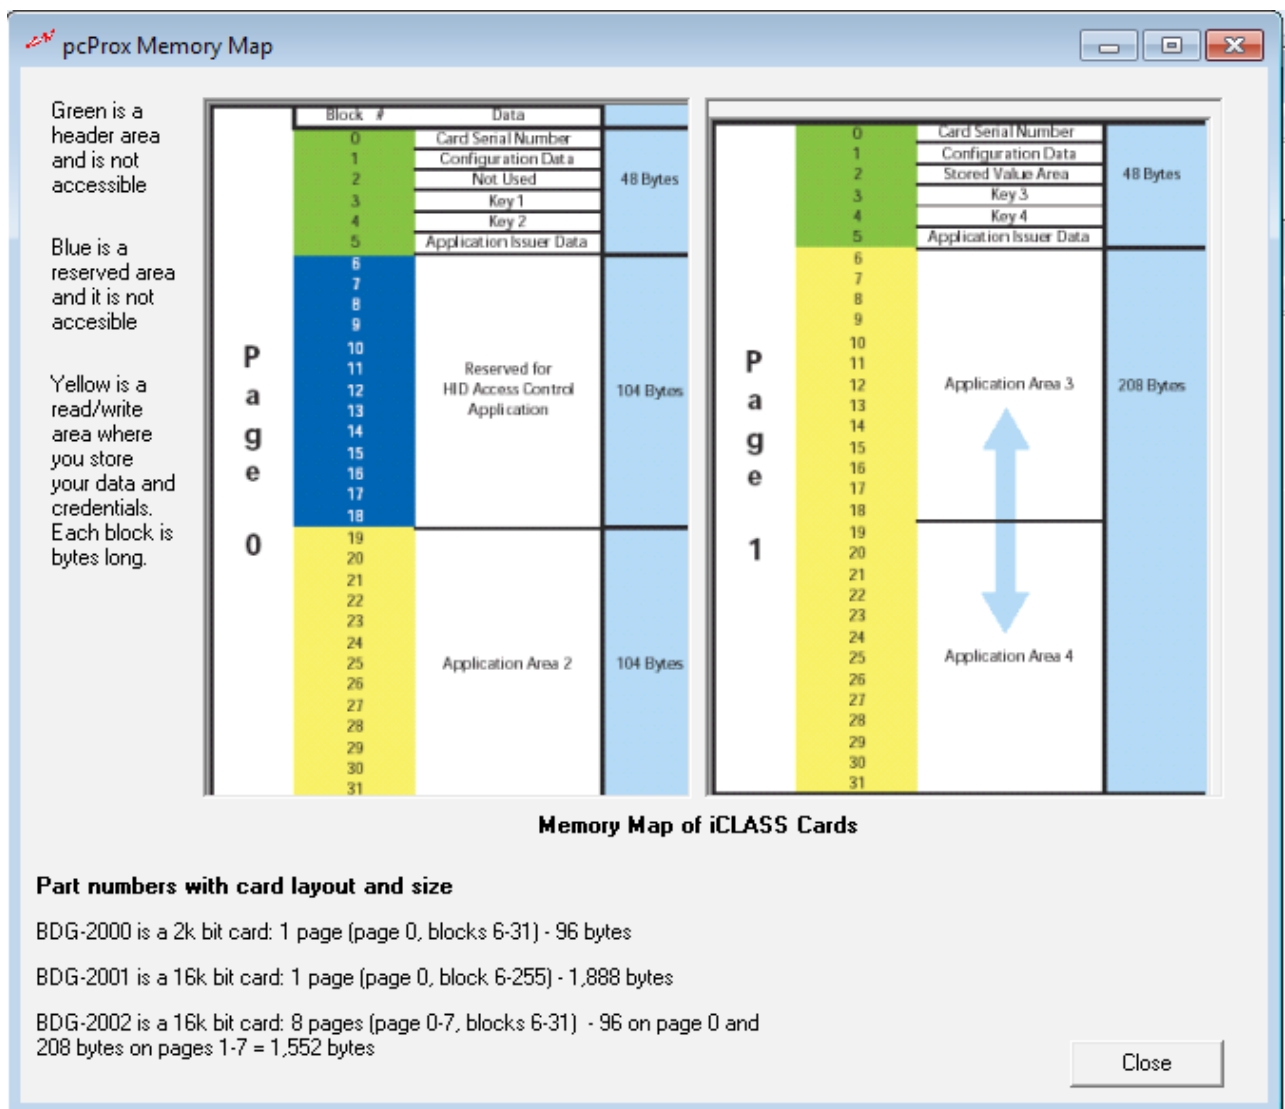 pcProx Memory Map
Green is a
header area
and is not
accessible
Blue is a
reserved area
and it is not
accesible
Yellow is a
read/write
area where
you store
your data and
credentials.
Each block is
bytes long.
Page 0
Block # Data
0 Card Serial Number
1 Configuration Data
2 Not Used 48 Bytes
3 Key 1
4 Key 2
5 Application Issuer Data
6
7
8
9
10
11 Reserved for
12 HID Access Control 104 Bytes
13 Application
14
15
16
17
18
19
20
21
22
23
24
25 Application Area 2 104 Bytes
26
27
28
29
30
31
Page 1
0 Card Serial Number
1 Configuration Data
2 Stored Value Area 48 Bytes
3 Key 3
4 Key 4
5 Application Issuer Data
6
7
8
9
10
11
12 Application Area 3 208 Bytes
13
14
15
16
17
18
19
20
21
22
23
24
25 Application Area 4
26
27
28
29
30
31
Memory Map of iCLASS Cards
Part numbers with card layout and size
BDG-2000 is a 2k bit card: 1 page (page 0, blocks 6-31) - 96 bytes
BDG-2001 is a 16k bit card: 1 page (page 0, block 6-255) - 1,888 bytes
BDG-2002 is a 16k bit card: 8 pages (page 0-7, blocks 6-31) - 96 on page 0 and
208 bytes on pages 1-7 = 1,552 bytes
Close